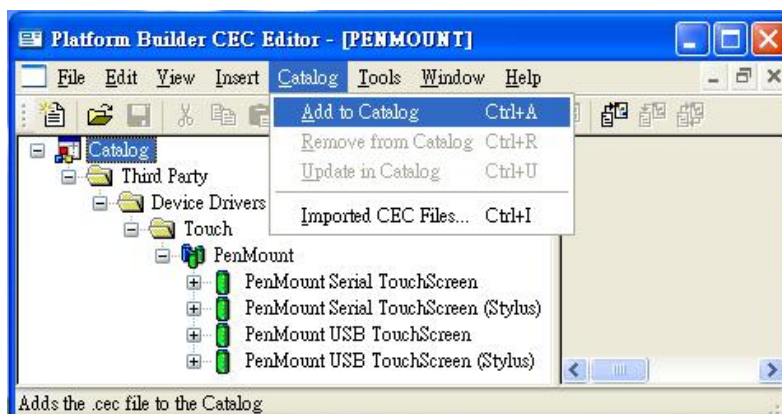 Platform Builder CEC Editor - [PENMOUNT]
File Edit View Insert Catalog Tools Window Help
Add to Catalog Ctrl+A
Remove from Catalog Ctrl+R
Update in Catalog Ctrl+U
Imported CEC Files... Ctrl+I
Catalog
Third Party
Device Drivers
Touch
PenMount
PenMount Serial TouchScreen
PenMount Serial TouchScreen (Stylus)
PenMount USB TouchScreen
PenMount USB TouchScreen (Stylus)
Adds the .cec file to the Catalog